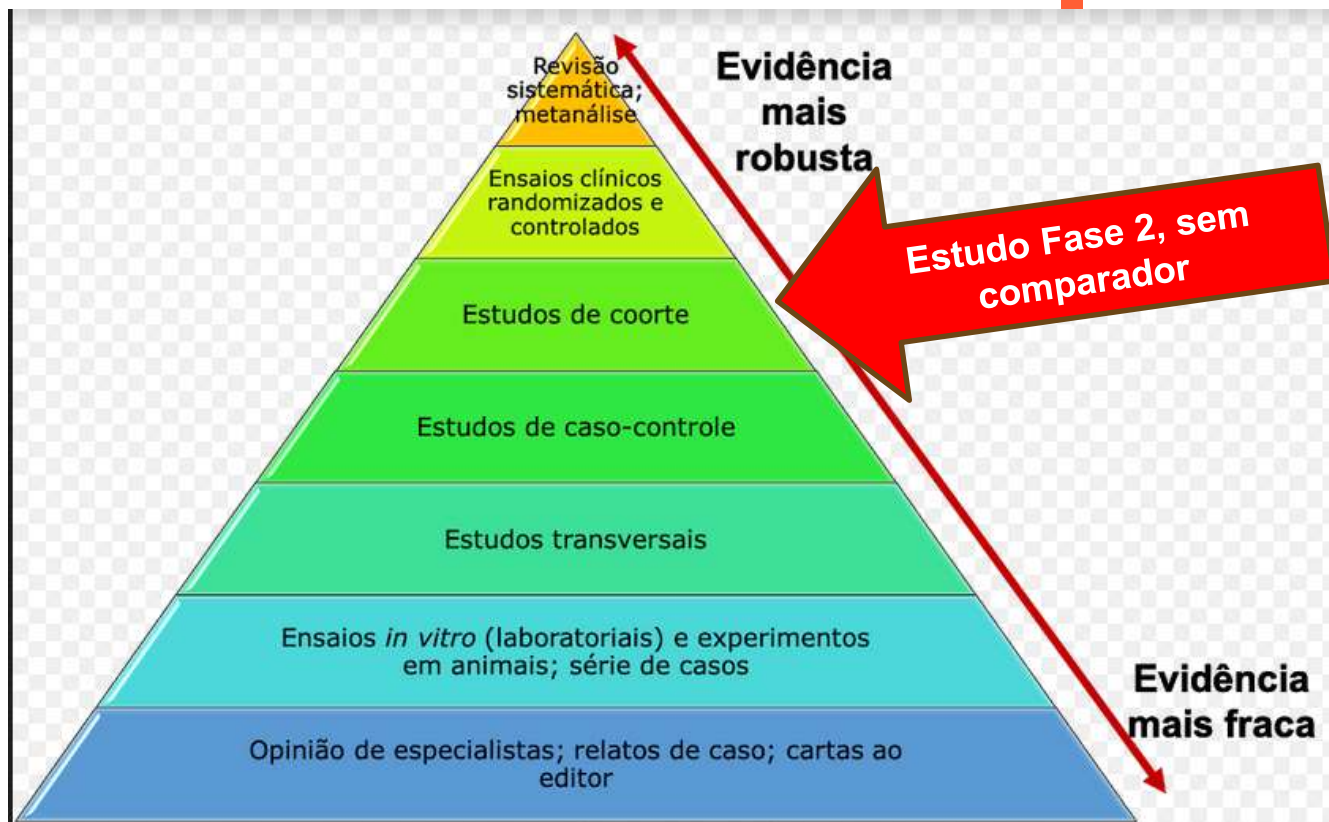 Revisão
sistemática;
metanálise
Evidência
mais
robusta
Ensaios clínicos
randomizados e
controlados
Estudo Fase 2, sem
comparador
Estudos de coorte
Estudos de caso-controle
Estudos transversais
Ensaios in vitro (laboratoriais) e experimentos
em animais; série de casos
Evidência
mais fraca
Opinião de especialistas; relatos de caso; cartas ao
editor